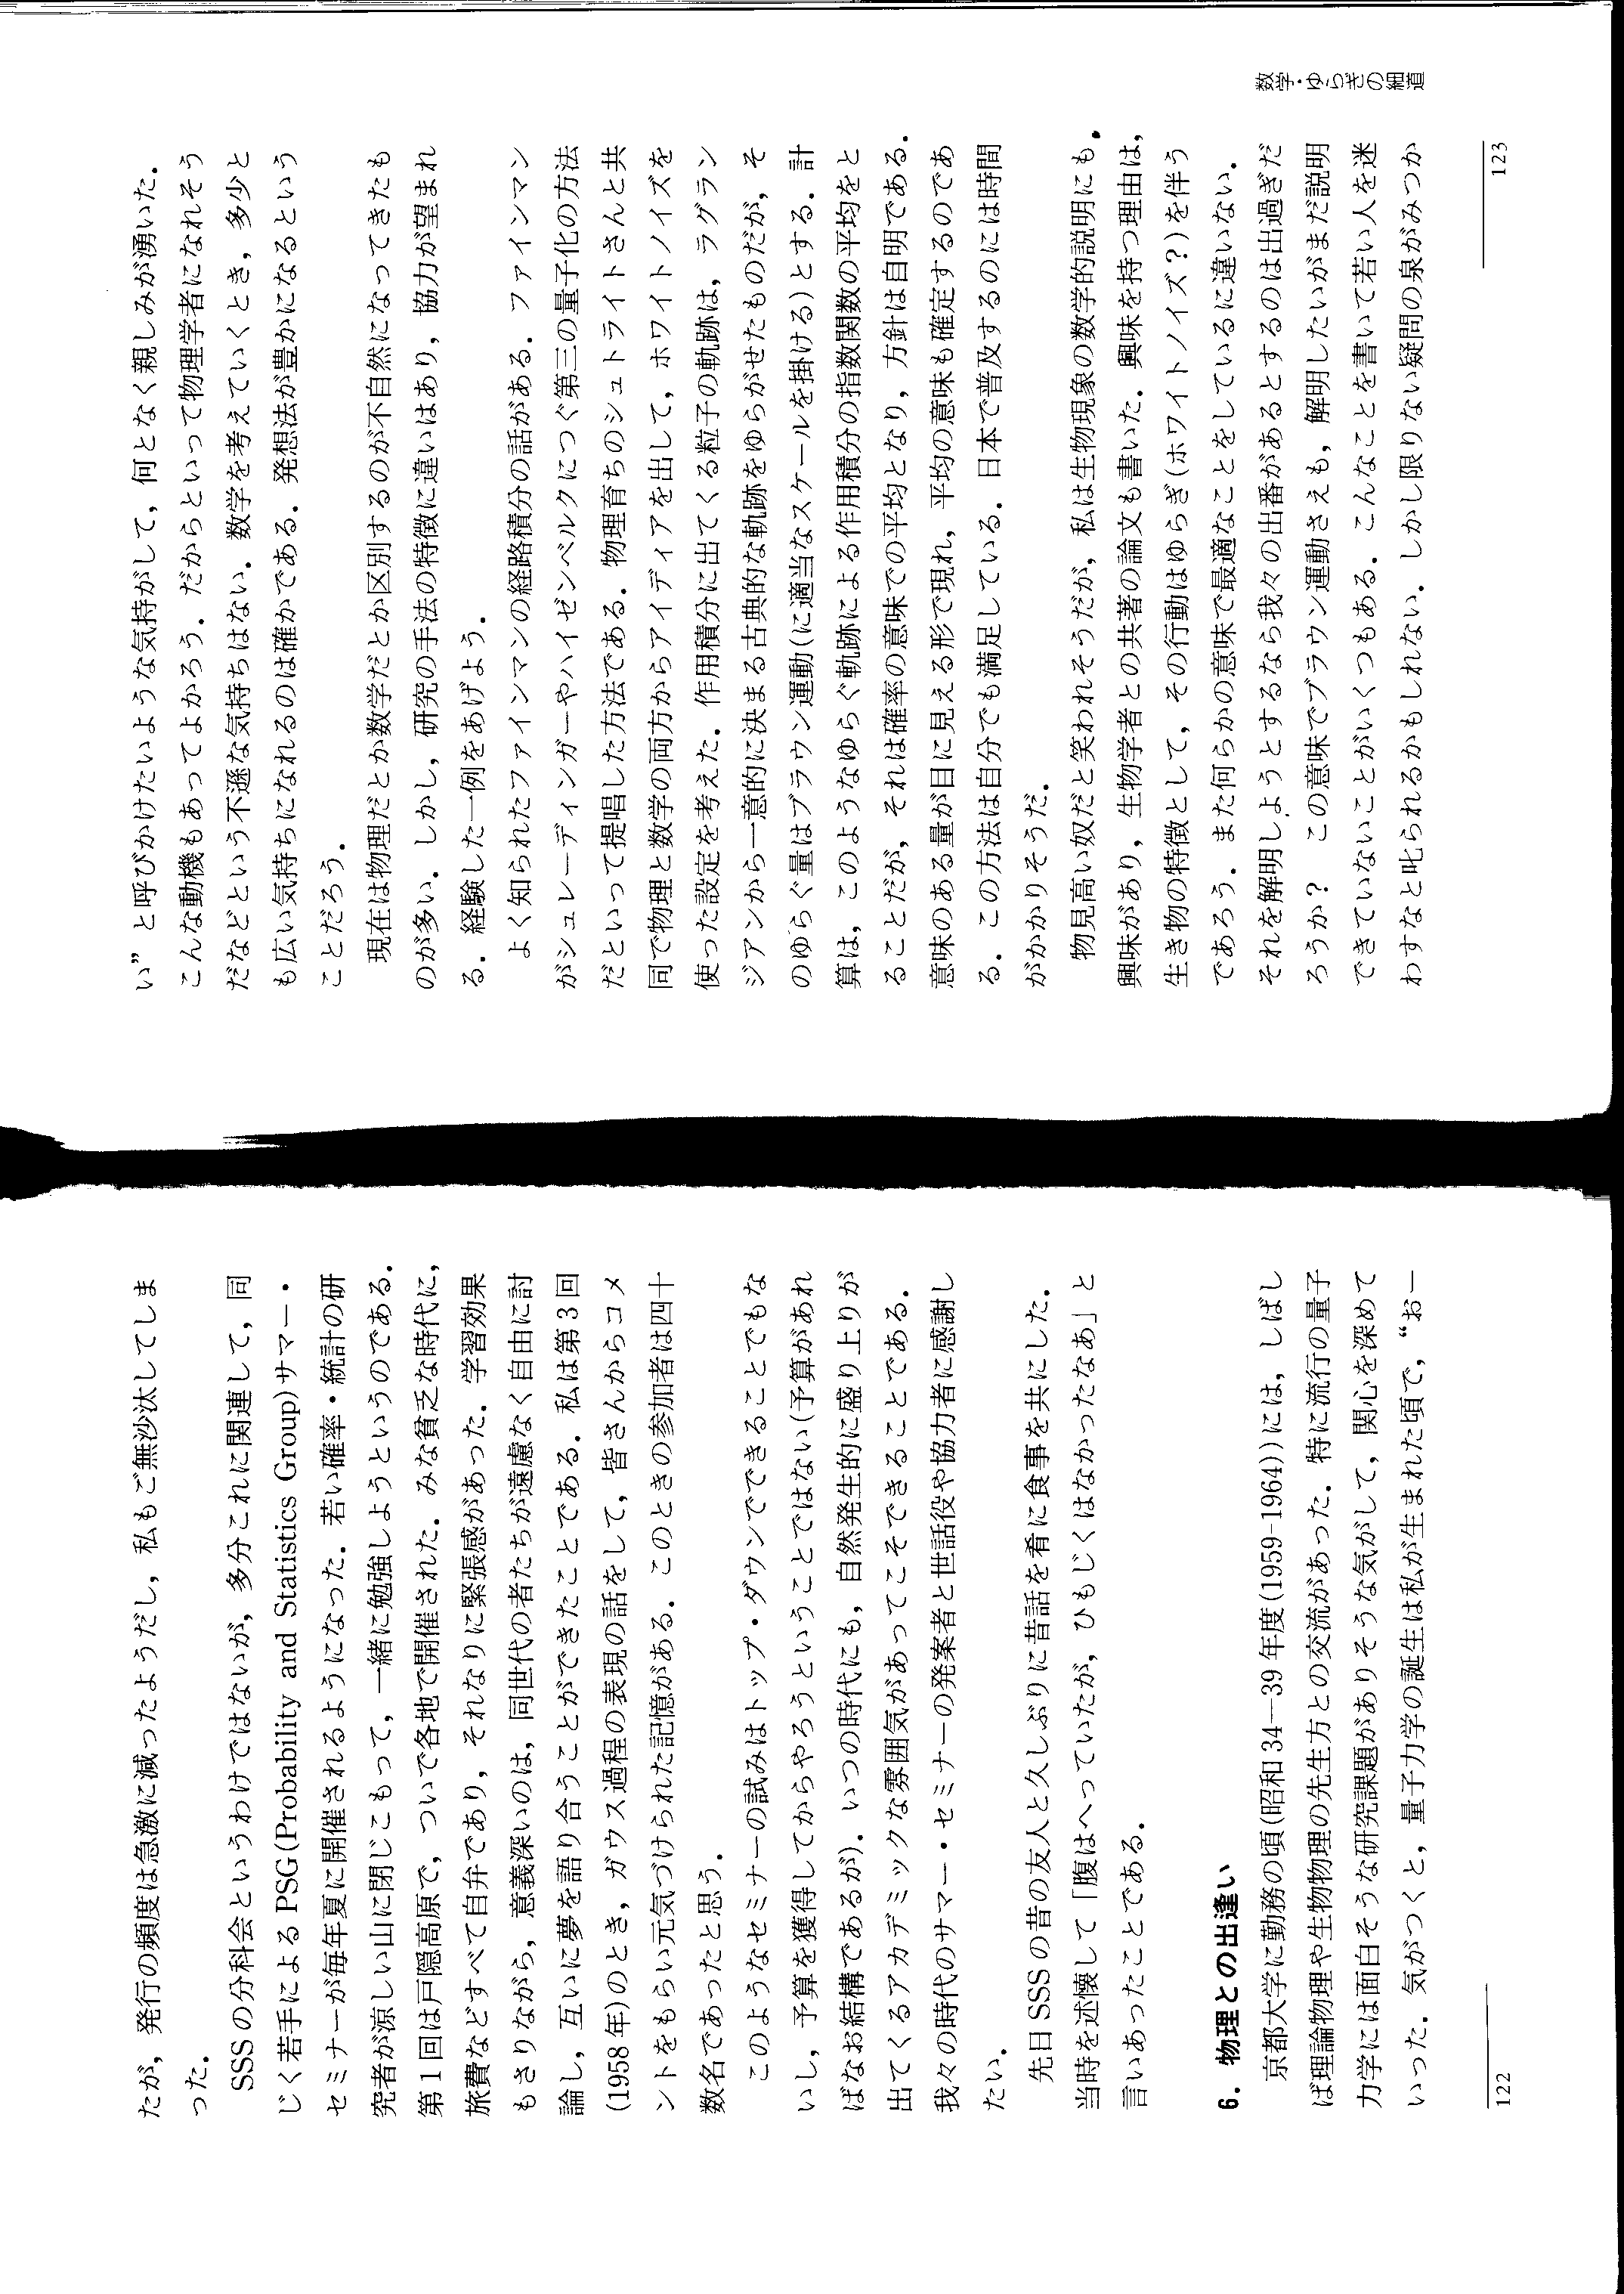 たが，発行の頻度は急激に減ったようだし，私もご無沙汰してしま
った．
SSSの分科会というわけではないが，多分これに関連して，同
じく若手によるPSG(Probability and Statistics Group)サマー・
セミナーが毎年夏に開催されるようになった．若い確率・統計の研
究者が涼しい山に閉じこもって，一緒に勉強しようというのである．
第1回は戸隠高原で，ついで各地で開催された．みな貧乏な時代に，
旅費などすべて自弁であり，それなりに緊張感があった．学習効果
もさりながら，意義深いのは，同世代の者たちが遠慮なく自由に討
論し，互いに夢を語り合うことができたことである．私は第3回
(1958年)のとき，ガウス過程の表現の話をして，皆さんからコメ
ントをもらい元気づけられた記憶がある．このときの参加者は四十
数名であったと思う．
このようなセミナーの試みはトップ・ダウンでできることでもな
いし，予算を獲得してからやろうということではない(予算があれ
ばなお結構であるが)．いつの時代にも，自然発生的に盛り上りが
出てくるアカデミックな雰囲気があってこそできることである．
我々の時代のサマー・セミナーの発案者と世話役や協力者に感謝し
たい．
先日SSSの昔の友人と久しぶりに昔話を肴に食事を共にした．
当時を述懐して「腹はへっていたが，ひもじくはなかったなあ」と
言いあったことである．
6．物理との出逢い
京都大学に勤務の頃(昭和34―39年度(1959-1964))には，しばし
ば理論物理や生物物理の先生方との交流があった．特に流行の量子
力学には面白そうな研究課題がありそうな気がして，関心を深めて
いった．気がつくと，量子力学の誕生は私が生まれた頃で，“おー
122
い”と呼びかけたいような気持がして，何となく親しみが湧いた．
こんな動機もあってよかろう．だからといって物理学者になれそう
だなどという不遜な気持ちはない．数学を考えていくとき，多少と
も広い気持ちになれるのは確かである．発想法が豊かになるという
ことだろう．
現在は物理だとか数学だとか区別するのが不自然になってきたも
のが多い．しかし，研究の手法の特徴に違いはあり，協力が望まれ
る．経験した一例をあげよう．
よく知られたファインマンの経路積分の話がある．ファインマン
がシュレーディンガーやハイゼンベルクにつぐ第三の量子化の方法
だといって提唱した方法である．物理育ちのシュトライトさんと共
同で物理と数学の両方からアイディアを出して，ホワイトノイズを
使った設定を考えた．作用積分に出てくる粒子の軌跡は，ラグラン
ジアンから一意的に決まる古典的な軌跡をゆらがせたものだが，そ
のゆらぐ量はブラウン運動(に適当なスケールを掛ける)とする．計
算は，このようなゆらぐ軌跡による作用積分の指数関数の平均をと
ることだが，それは確率の意味での平均となり，方針は自明である．
意味のある量が目に見える形で現れ，平均の意味も確定するのであ
る．この方法は自分でも満足している．日本で普及するのには時間
がかかりそうだ．
物見高い奴だと笑われそうだが，私は生物現象の数学的説明にも，
興味があり，生物学者との共著の論文も書いた．興味を持つ理由は，
生き物の特徴として，その行動はゆらぎ(ホワイトノイズ？)を伴う
であろう．また何らかの意味で最適なことをしているに違いない．
それを解明しようとするなら我々の出番があるとするのは出過ぎだ
ろうか？　この意味でブラウン運動さえも，解明したいがまだ説明
できていないことがいくつもある．こんなことを書いて若い人を迷
わすなと叱られるかもしれない．しかし限りない疑問の泉がみつか
数学・ゆらぎの細道
123